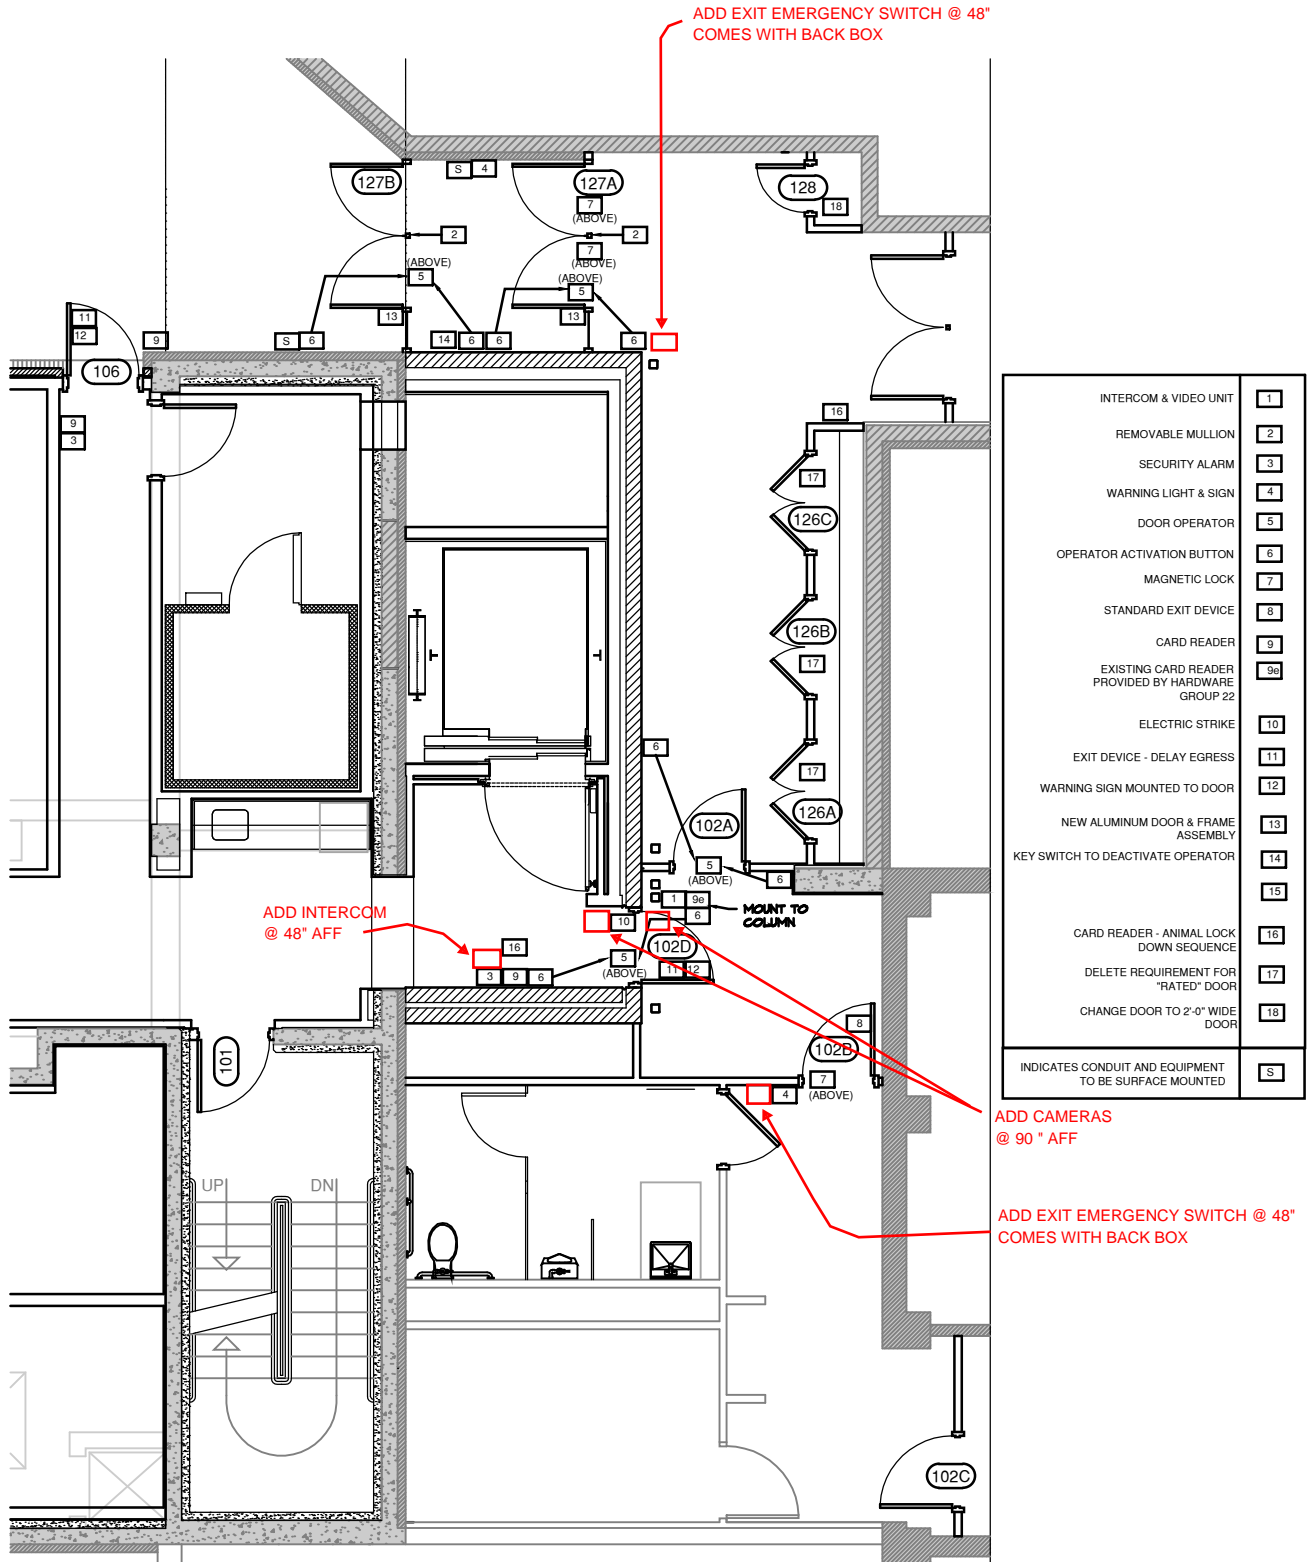 ADD EXIT EMERGENCY SWITCH @ 48"
COMES WITH BACK BOX
127B
S 4
127A
7
(ABOVE)
128
18
2
2
7
(ABOVE)
(ABOVE)
5
(ABOVE)
5
11
12
9
106
13
13
S 6
14 6 6
6
9
3
16
17
126C
126B
17
17
126A
6
102A
5
(ABOVE)
6
1 9e
6
MOUNT TO
COLUMN
ADD INTERCOM
@ 48" AFF
10
16
102D
5
(ABOVE)
3 9 6
11 12
8
102B
7
(ABOVE)
4
101
UP
DN
102C
INTERCOM & VIDEO UNIT 1
REMOVABLE MULLION 2
SECURITY ALARM 3
WARNING LIGHT & SIGN 4
DOOR OPERATOR 5
OPERATOR ACTIVATION BUTTON 6
MAGNETIC LOCK 7
STANDARD EXIT DEVICE 8
CARD READER 9
EXISTING CARD READER 9e
PROVIDED BY HARDWARE
GROUP 22
ELECTRIC STRIKE 10
EXIT DEVICE - DELAY EGRESS 11
WARNING SIGN MOUNTED TO DOOR 12
NEW ALUMINUM DOOR & FRAME 13
ASSEMBLY
KEY SWITCH TO DEACTIVATE OPERATOR 14
15
CARD READER - ANIMAL LOCK 16
DOWN SEQUENCE
DELETE REQUIREMENT FOR 17
"RATED" DOOR
CHANGE DOOR TO 2'-0" WIDE 18
DOOR
INDICATES CONDUIT AND EQUIPMENT S
TO BE SURFACE MOUNTED
ADD CAMERAS
@ 90 " AFF
ADD EXIT EMERGENCY SWITCH @ 48"
COMES WITH BACK BOX